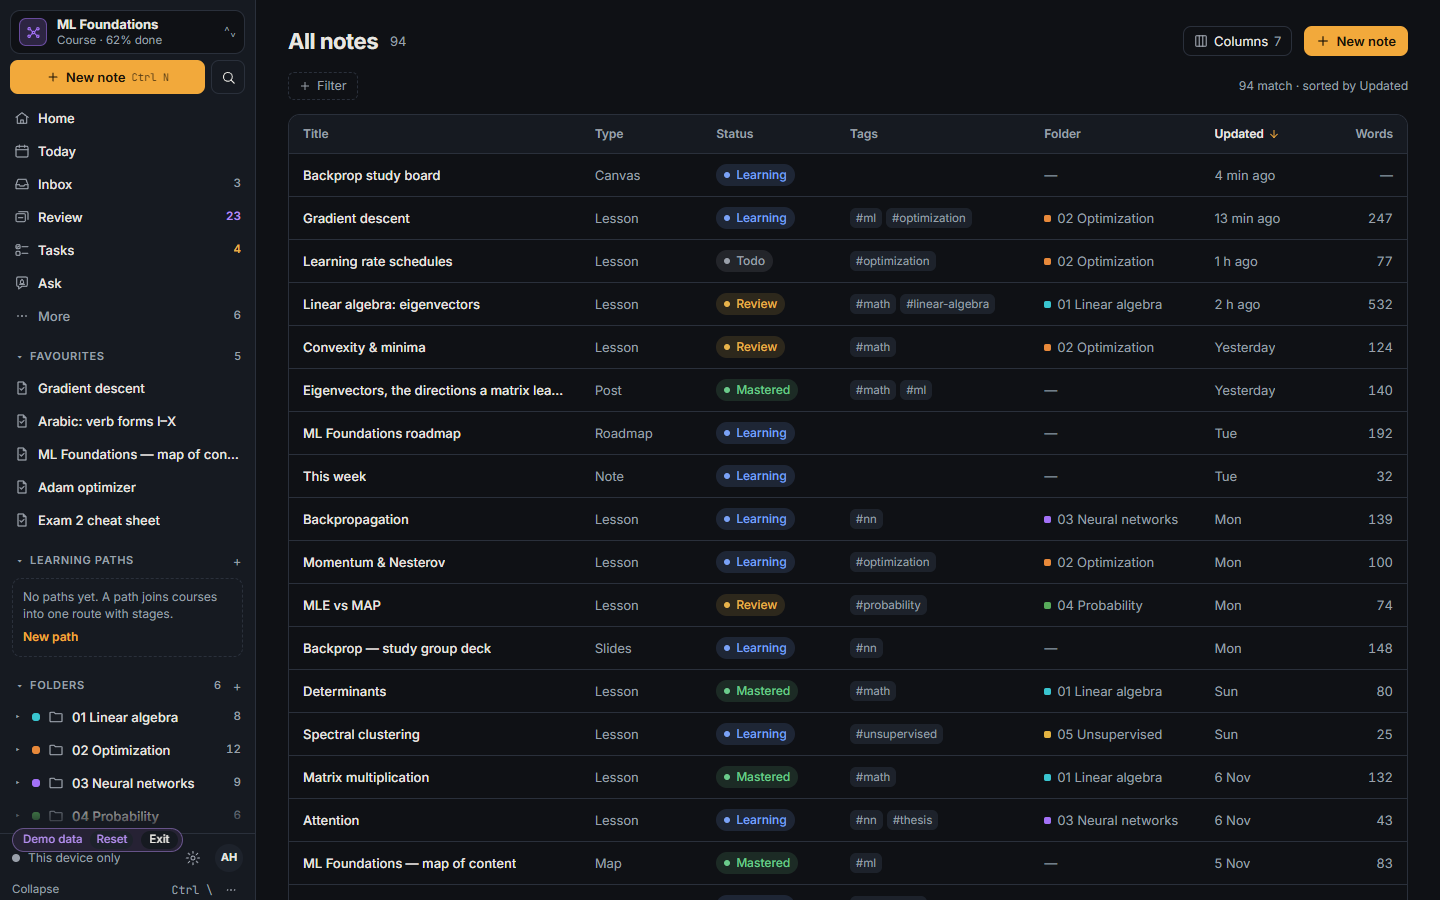 ML Foundations
Course · 62% done
+ New note Ctrl N
Home
Today
Inbox 3
Review 23
Tasks 4
Ask
More 6
FAVOURITES 5
Gradient descent
Arabic: verb forms I–X
ML Foundations — map of con...
Adam optimizer
Exam 2 cheat sheet
LEARNING PATHS +
No paths yet. A path joins courses
into one route with stages.
New path
FOLDERS 6 +
01 Linear algebra 8
02 Optimization 12
03 Neural networks 9
04 Probability 6
Demo data Reset Exit
This device only AH
Collapse Ctrl \ ...
All notes 94
Columns 7
+ New note
+ Filter
94 match · sorted by Updated
Title Type Status Tags Folder Updated ↓ Words
Backprop study board Canvas Learning — 4 min ago —
Gradient descent Lesson Learning #ml #optimization 02 Optimization 13 min ago 247
Learning rate schedules Lesson Todo #optimization 02 Optimization 1 h ago 77
Linear algebra: eigenvectors Lesson Review #math #linear-algebra 01 Linear algebra 2 h ago 532
Convexity & minima Lesson Review #math 02 Optimization Yesterday 124
Eigenvectors, the directions a matrix lea... Post Mastered #math #ml — Yesterday 140
ML Foundations roadmap Roadmap Learning — Tue 192
This week Note Learning — Tue 32
Backpropagation Lesson Learning #nn 03 Neural networks Mon 139
Momentum & Nesterov Lesson Learning #optimization 02 Optimization Mon 100
MLE vs MAP Lesson Review #probability 04 Probability Mon 74
Backprop — study group deck Slides Learning #nn — Mon 148
Determinants Lesson Mastered #math 01 Linear algebra Sun 80
Spectral clustering Lesson Learning #unsupervised 05 Unsupervised Sun 25
Matrix multiplication Lesson Mastered #math 01 Linear algebra 6 Nov 132
Attention Lesson Learning #nn #thesis 03 Neural networks 6 Nov 43
ML Foundations — map of content Map Mastered #ml — 5 Nov 83